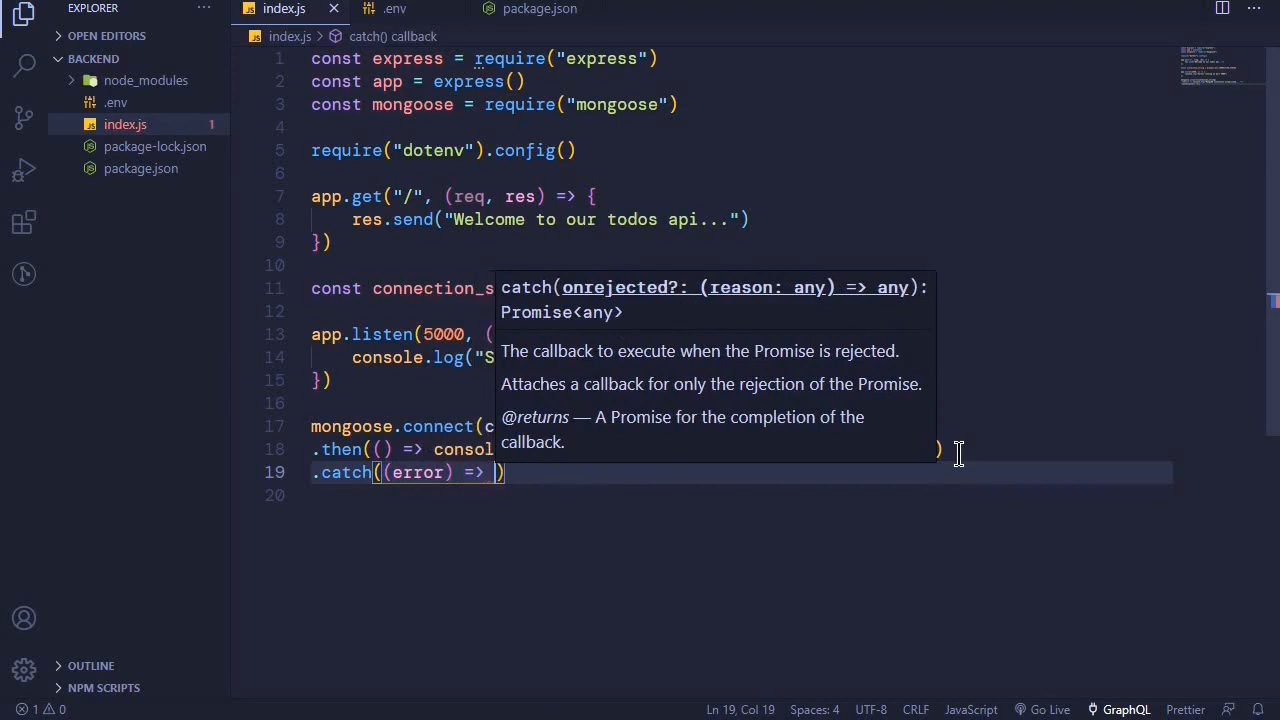 EXPLORER
OPEN EDITORS
BACKEND
node_modules
.env
index.js 1
package-lock.json
package.json
OUTLINE
NPM SCRIPTS
index.js
.env
package.json
index.js > catch() callback
1 const express = require("express")
2 const app = express()
3 const mongoose = require("mongoose")
4
5 require("dotenv").config()
6
7 app.get("/", (req, res) => {
8 res.send("Welcome to our todos api...")
9 })
10
11 const connection_s
12
13 app.listen(5000, (
14 console.log("S
15 })
16
17 mongoose.connect(c
18 .then(() => consol )
19 .catch((error) => )
20
catch(onrejected?: (reason: any) => any):
Promise<any>
The callback to execute when the Promise is rejected.
Attaches a callback for only the rejection of the Promise.
@returns — A Promise for the completion of the
callback.
1 0 Ln 19, Col 19 Spaces: 4 UTF-8 CRLF JavaScript Go Live GraphQL Prettier